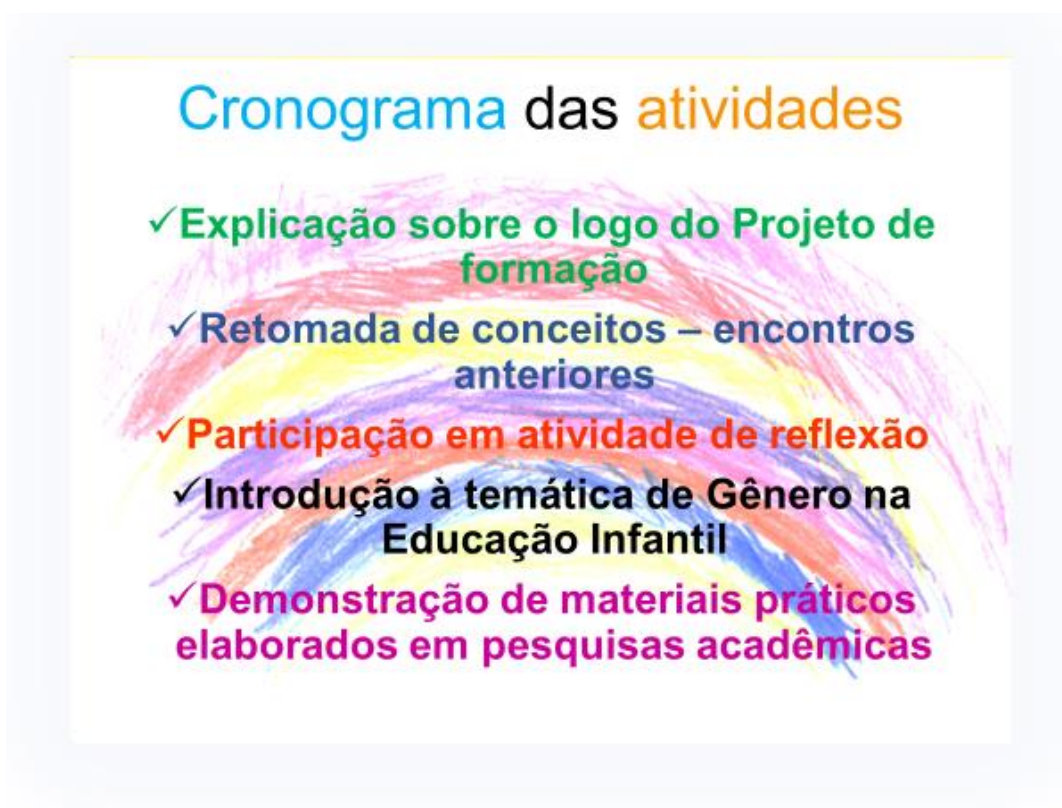 Cronograma das atividades
✓Explicação sobre o logo do Projeto de
formação
✓Retomada de conceitos – encontros
anteriores
✓Participação em atividade de reflexão
✓Introdução à temática de Gênero na
Educação Infantil
✓Demonstração de materiais práticos
elaborados em pesquisas acadêmicas